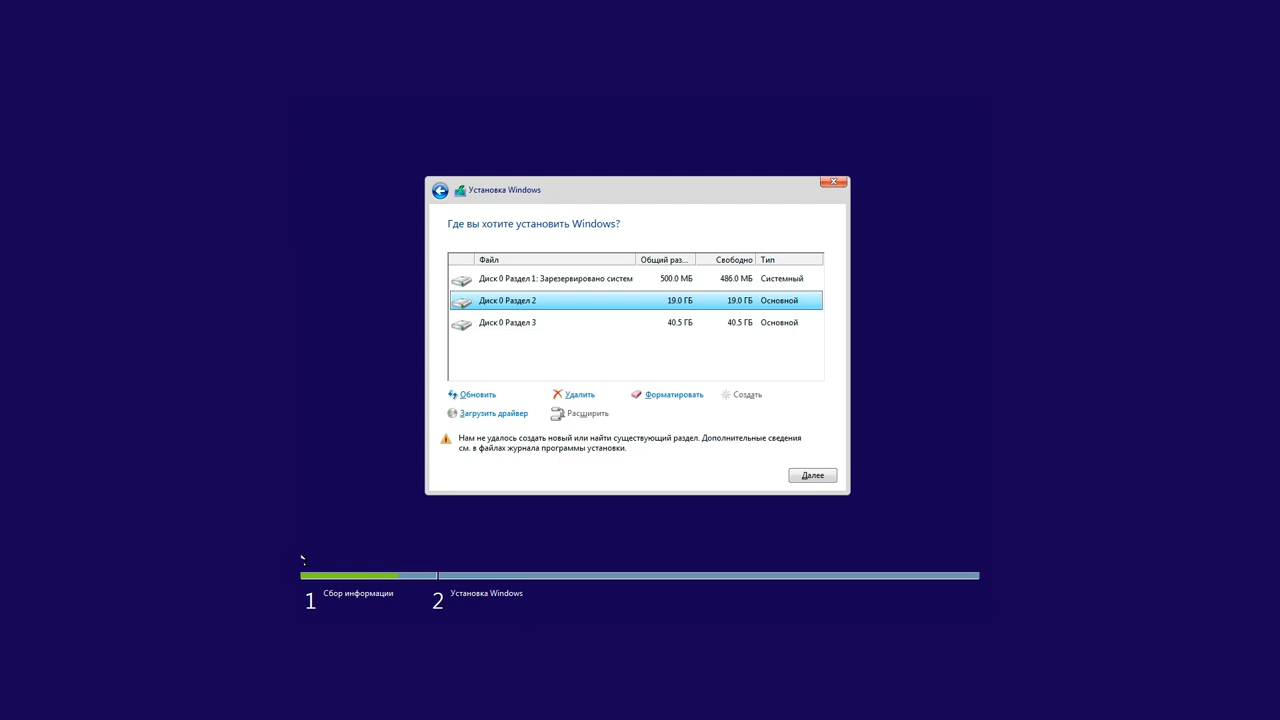 Установка Windows
Где вы хотите установить Windows?
Файл Общий раз... Свободно Тип
Диск 0 Раздел 1: Зарезервировано систем 500.0 МБ 486.0 МБ Системный
Диск 0 Раздел 2 19.0 ГБ 19.0 ГБ Основной
Диск 0 Раздел 3 40.5 ГБ 40.5 ГБ Основной
Обновить Удалить Форматировать Создать
Загрузить драйвер Расширить
Нам не удалось создать новый или найти существующий раздел. Дополнительные сведения
см. в файлах журнала программы установки.
Далее
1 Сбор информации 2 Установка Windows